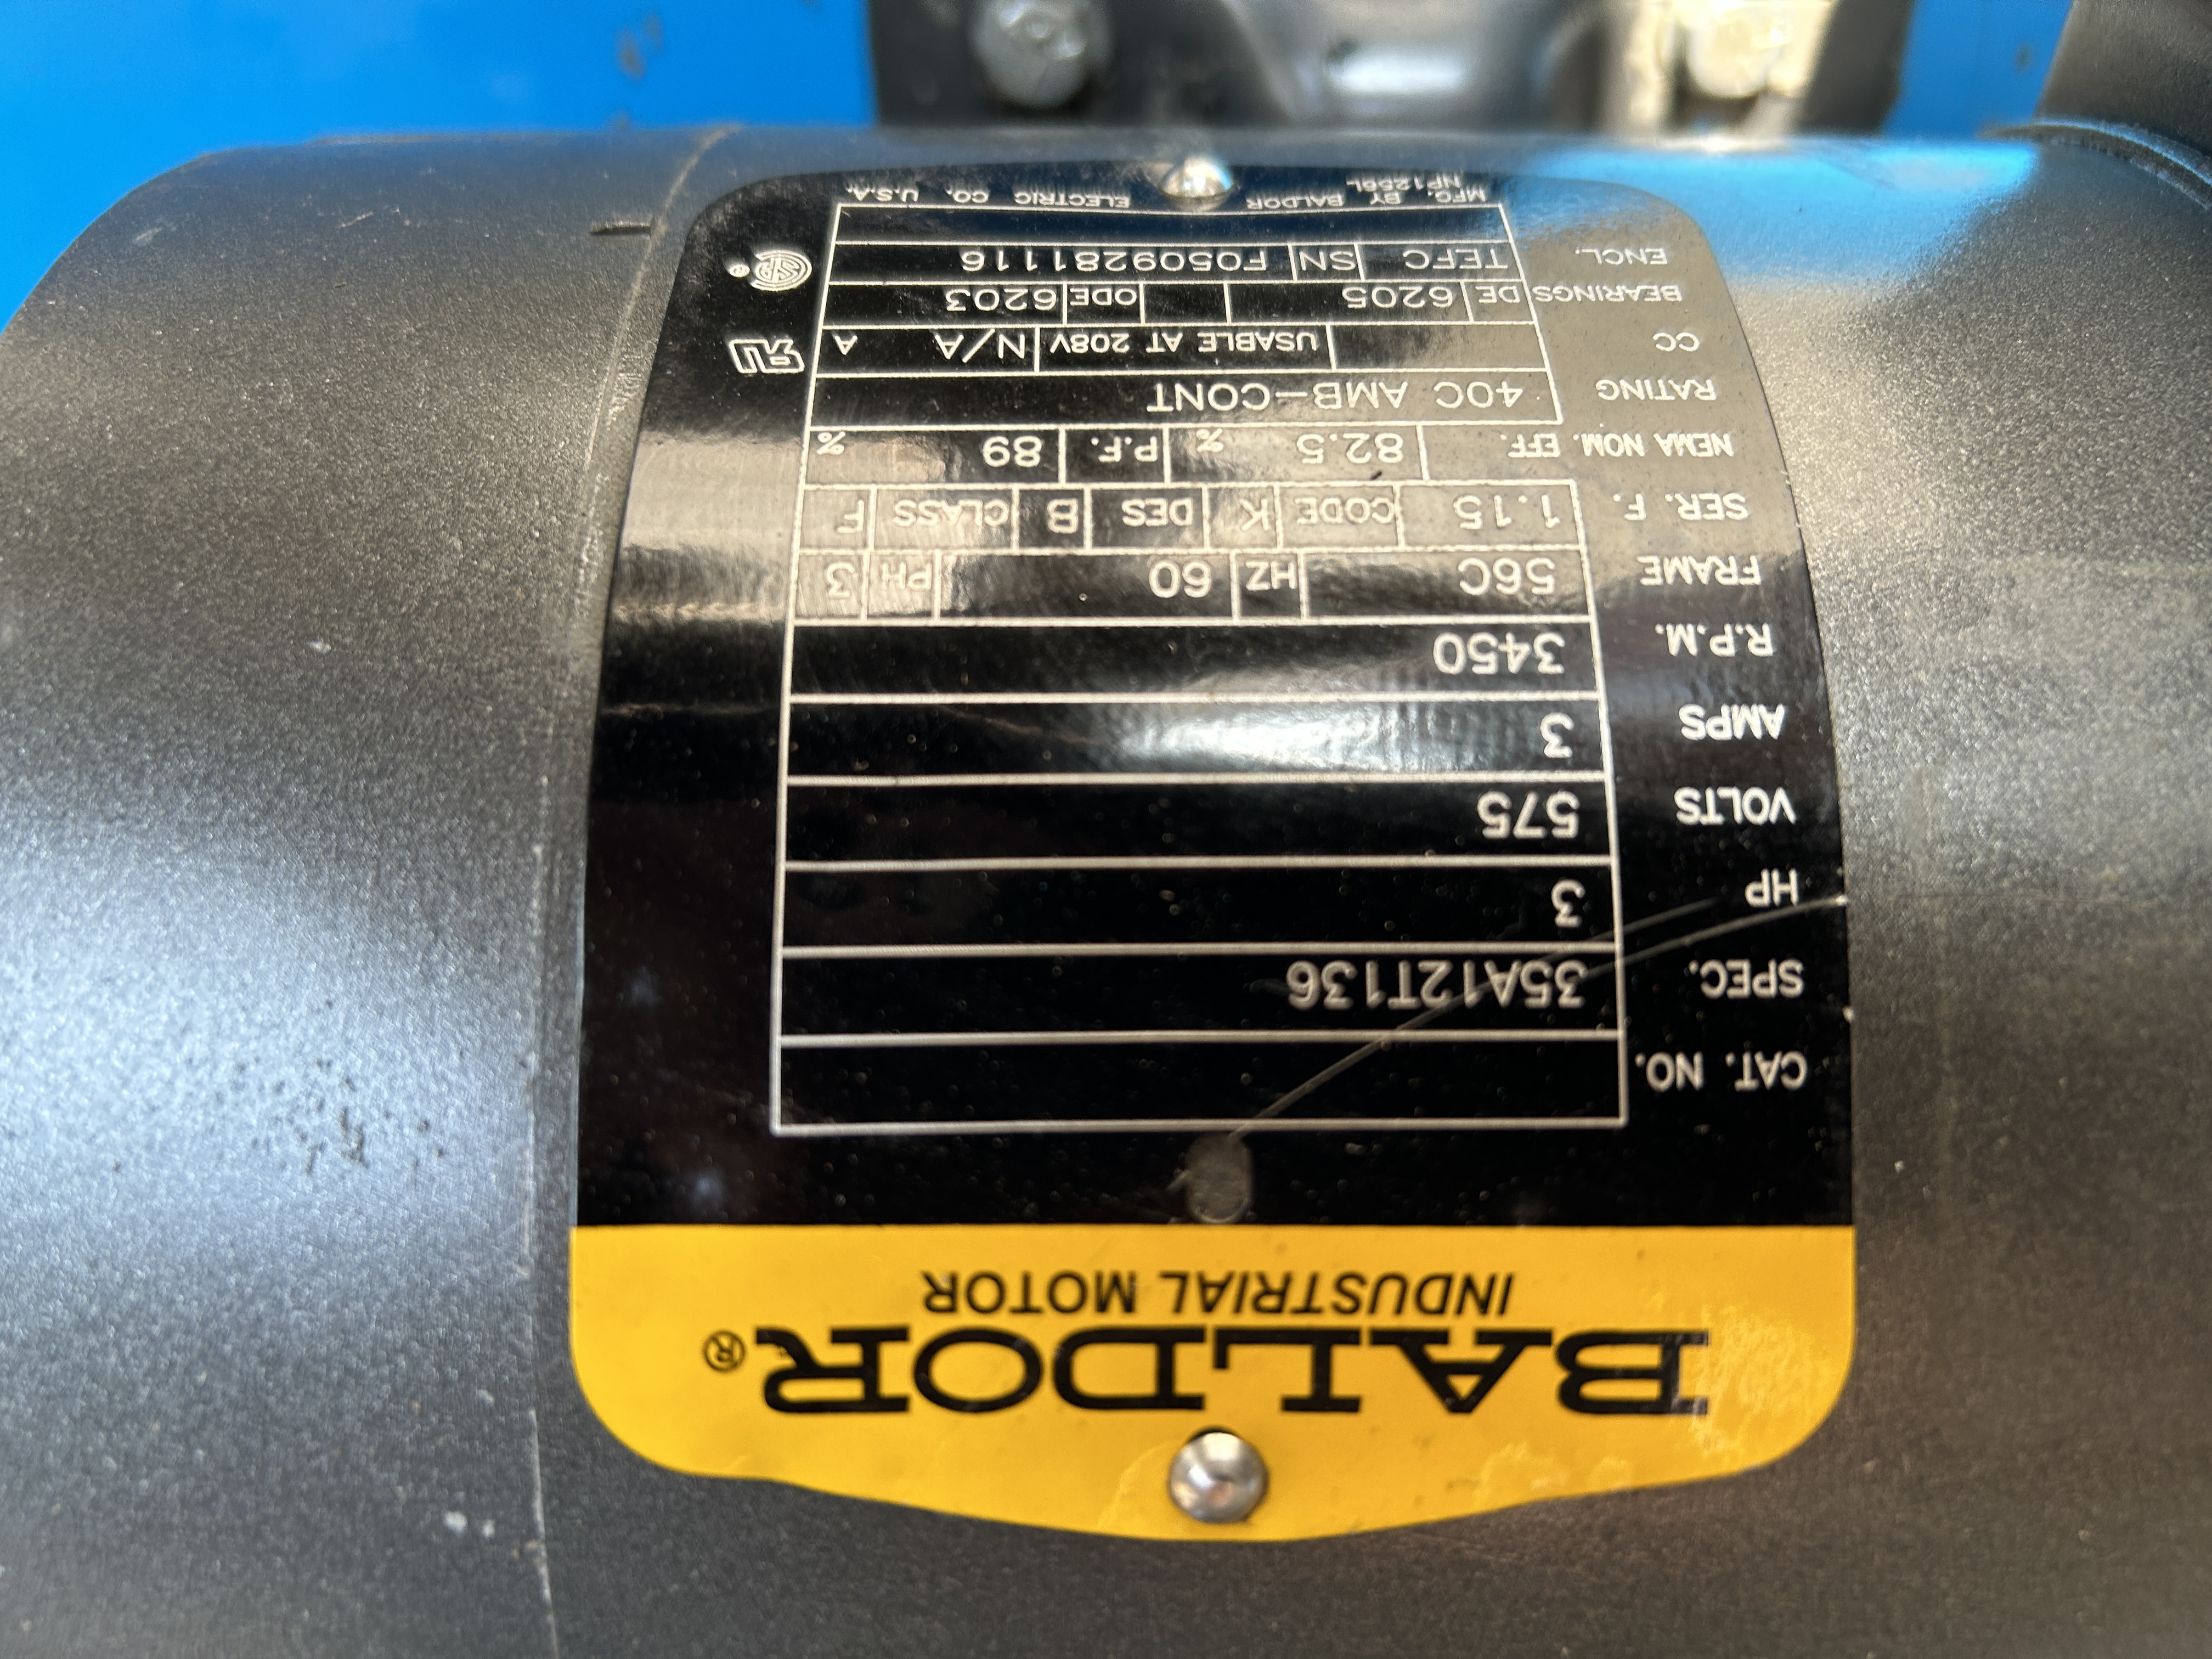 BALDOR®
INDUSTRIAL MOTOR
CAT. NO.
SPEC. 35A12T136
HP 3
VOLTS 575
AMPS 3
R.P.M. 3450
FRAME 56C HZ 60 PH 3
SER. F. 1.15 CODE K DES B CLASS F
NEMA NOM. EFF. 82.5 % P.F. 89 %
RATING 40C AMB-CONT
CC USABLE AT 208V N/A A
BEARINGS DE 6205 ODE 6203
ENCL. TEFC SN F0509281116
NP1256L
MFG. BY BALDOR ELECTRIC CO. U.S.A.